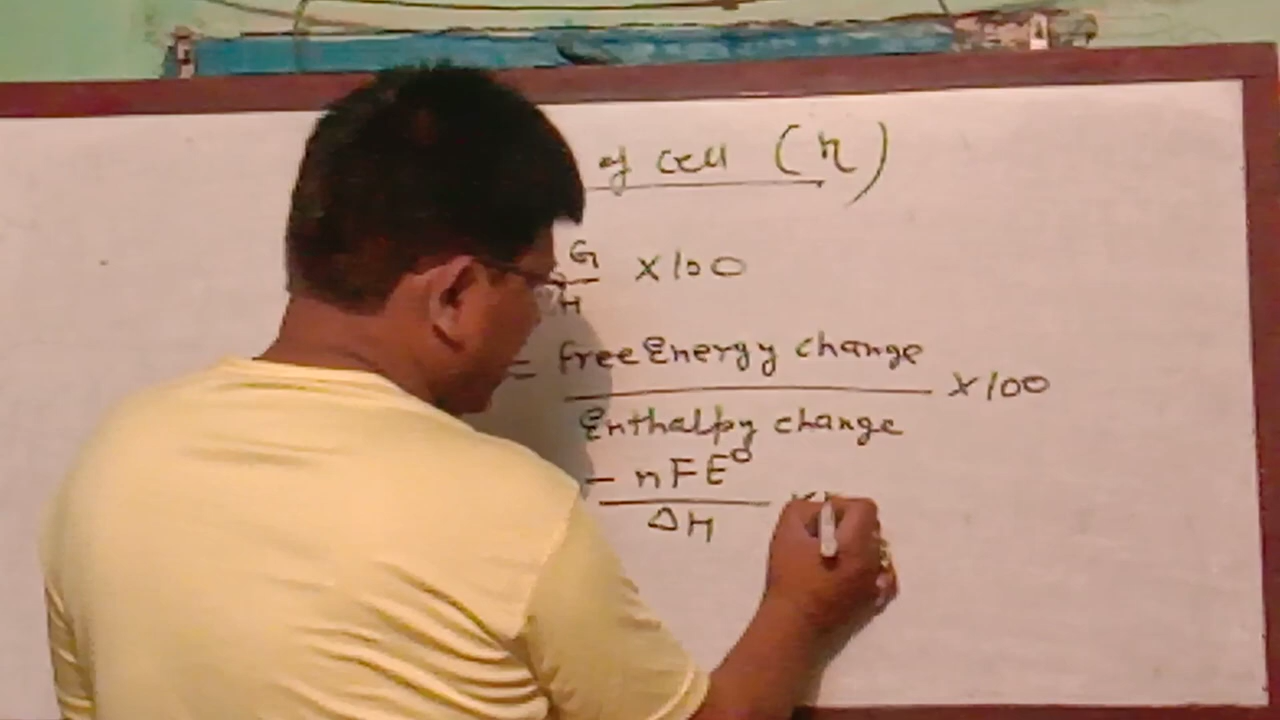 of cell (η)
G
H × 100
= free Energy change
Enthalpy change × 100
- nFE°
ΔH